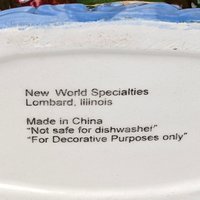 New World Specialties
Lombard, Illinois
Made in China
"Not safe for dishwasher"
"For Decorative Purposes only"